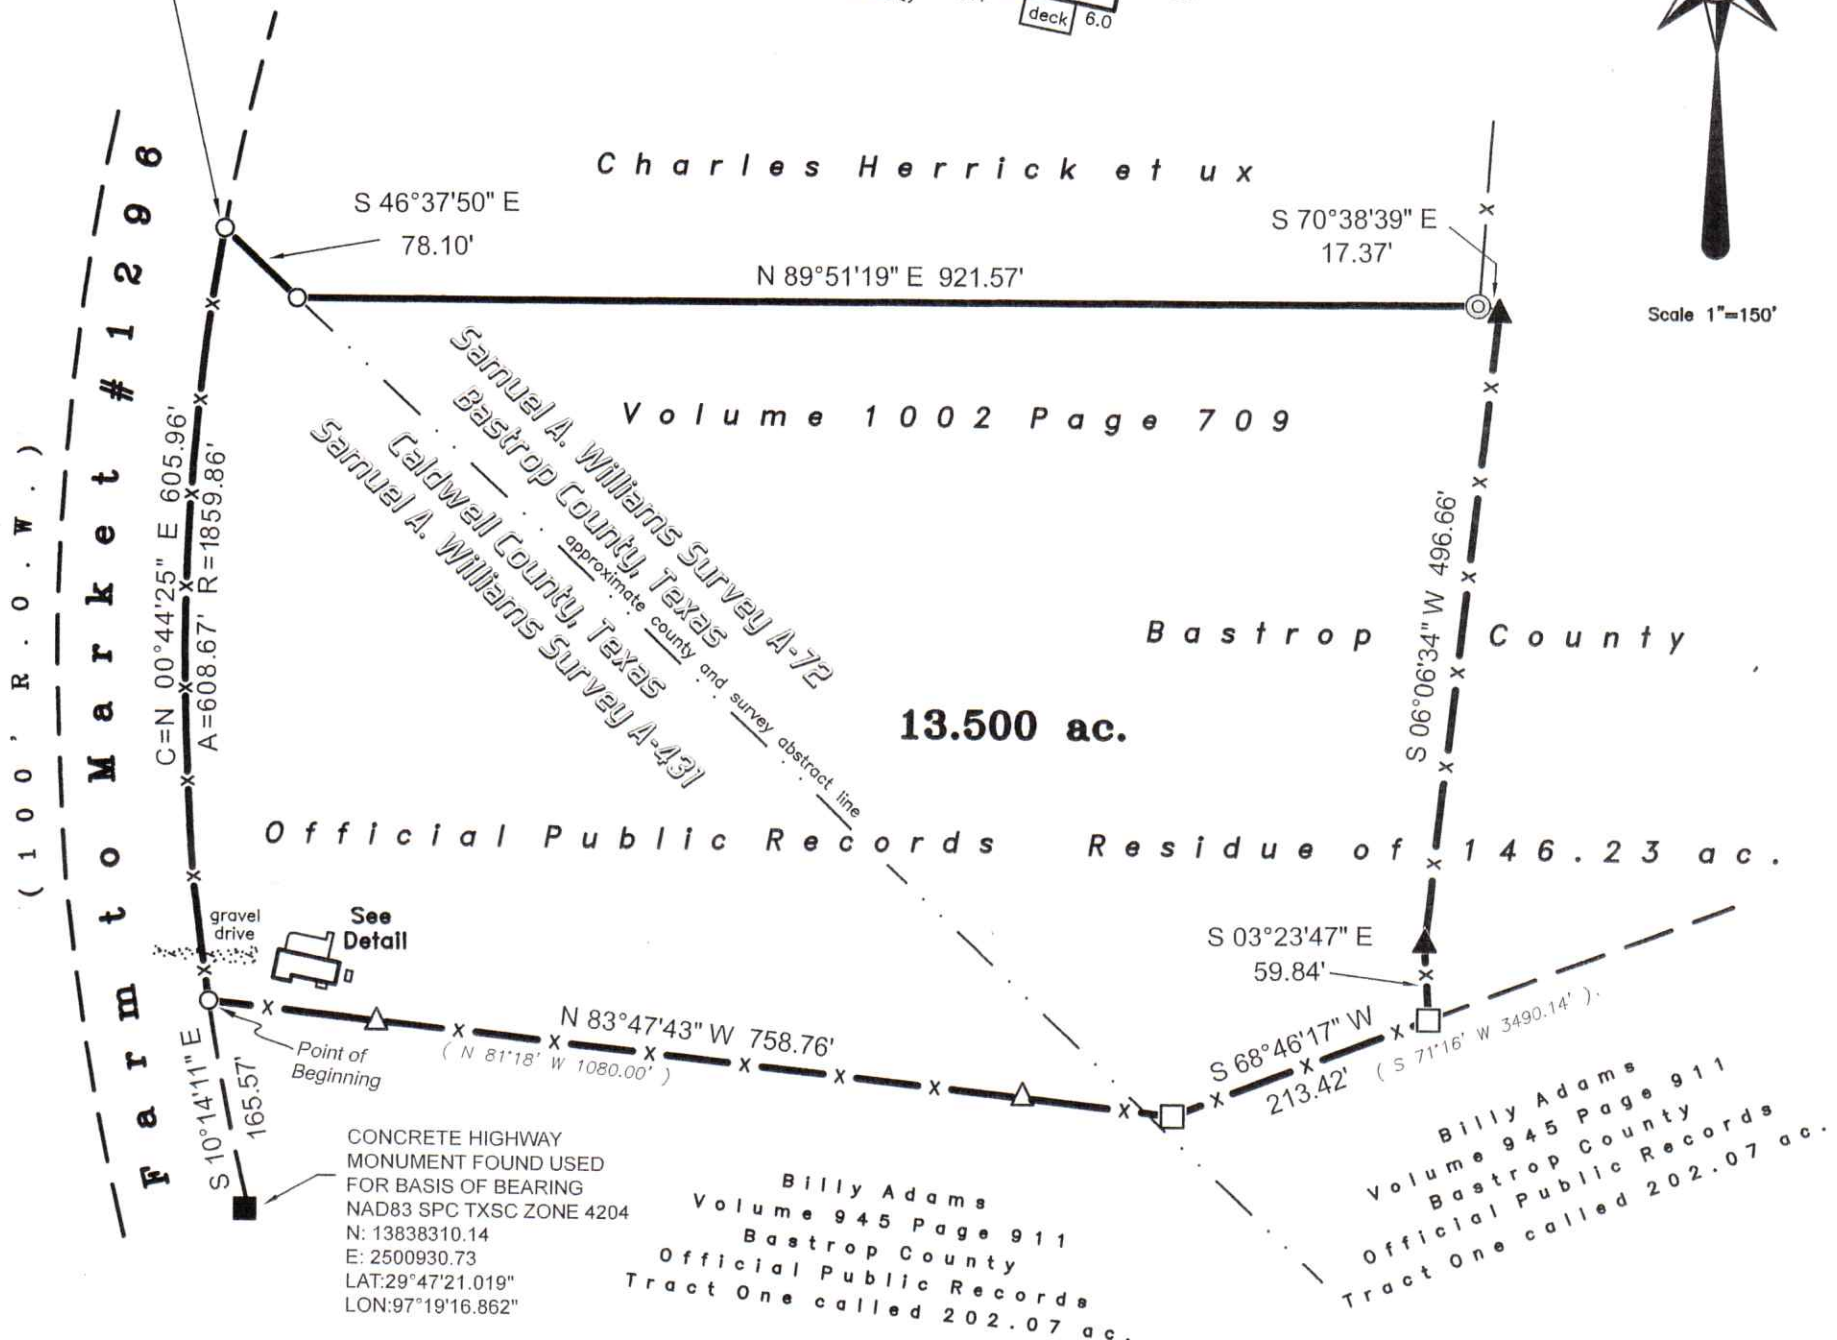 deck 6.0
Charles Herrick et ux
S 46°37'50" E
78.10'
S 70°38'39" E
17.37'
N 89°51'19" E 921.57'
Scale 1"=150'
Volume 1002 Page 709
Samuel A. Williams Survey A-72
Bastrop County, Texas
approximate county and survey abstract line
Caldwell County, Texas
Samuel A. Williams Survey A-431
(100' R.O.W.)
Farm to Market #1296
C=N 00°44'25" E 605.96'
A=608.67' R=1859.86'
S 06°06'34" W 496.66'
Bastrop County
13.500 ac.
Official Public Records Residue of 146.23 ac.
gravel
drive
See
Detail
S 03°23'47" E
59.84'
N 83°47'43" W 758.76'
( N 81°18' W 1080.00' )
S 68°46'17" W
213.42'
( S 71°16' W 3490.14' ).
Point of
Beginning
S 10°14'11" E
165.57'
CONCRETE HIGHWAY
MONUMENT FOUND USED
FOR BASIS OF BEARING
NAD83 SPC TXSC ZONE 4204
N: 13838310.14
E: 2500930.73
LAT:29°47'21.019"
LON:97°19'16.862"
Billy Adams
Volume 945 Page 911
Bastrop County
Official Public Records
Tract One called 202.07 ac.
Billy Adams
Volume 945 Page 911
Bastrop County
Official Public Records
Tract One called 202.07 ac.